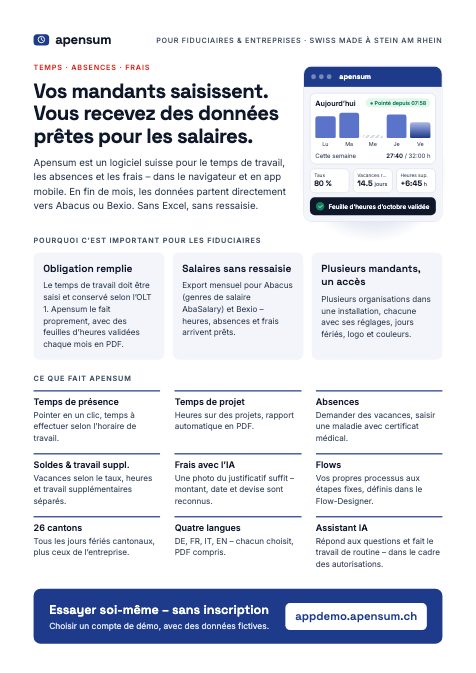 apensum
POUR FIDUCIAIRES & ENTREPRISES · SWISS MADE À STEIN AM RHEIN
TEMPS · ABSENCES · FRAIS
Vos mandants saisissent.
Vous recevez des données
prêtes pour les salaires.
Apensum est un logiciel suisse pour le temps de travail,
les absences et les frais – dans le navigateur et en app
mobile. En fin de mois, les données partent directement
vers Abacus ou Bexio. Sans Excel, sans ressaisie.
apensum
Aujourd'hui
Pointé depuis 07:58
Lu Ma Me Je Ve
Cette semaine
27:40 / 32:00 h
Taux
80 %
Vacances r…
14.5 jours
Heures sup.
+6:45 h
Feuille d'heures d'octobre validée
POURQUOI C'EST IMPORTANT POUR LES FIDUCIAIRES
Obligation remplie
Le temps de travail doit être
saisi et conservé selon l'OLT
1. Apensum le fait
proprement, avec des
feuilles d'heures validées
chaque mois en PDF.
Salaires sans ressaisie
Export mensuel pour Abacus
(genres de salaire
AbaSalary) et Bexio –
heures, absences et frais
arrivent prêts.
Plusieurs mandants,
un accès
Plusieurs organisations dans
une installation, chacune
avec ses réglages, jours
fériés, logo et couleurs.
CE QUE FAIT APENSUM
Temps de présence
Pointer en un clic, temps à
effectuer selon l'horaire de
travail.
Temps de projet
Heures sur des projets, rapport
automatique en PDF.
Absences
Demander des vacances, saisir
une maladie avec certificat
médical.
Soldes & travail suppl.
Vacances selon le taux, heures
et travail supplémentaires
séparés.
Frais avec l'IA
Une photo du justificatif suffit –
montant, date et devise sont
reconnus.
Flows
Vos propres processus aux
étapes fixes, définis dans le
Flow-Designer.
26 cantons
Tous les jours fériés cantonaux,
plus ceux de l'entreprise.
Quatre langues
DE, FR, IT, EN – chacun choisit,
PDF compris.
Assistant IA
Répond aux questions et fait le
travail de routine – dans le cadre
des autorisations.
Essayer soi-même – sans inscription
Choisir un compte de démo, avec des données fictives.
appdemo.apensum.ch